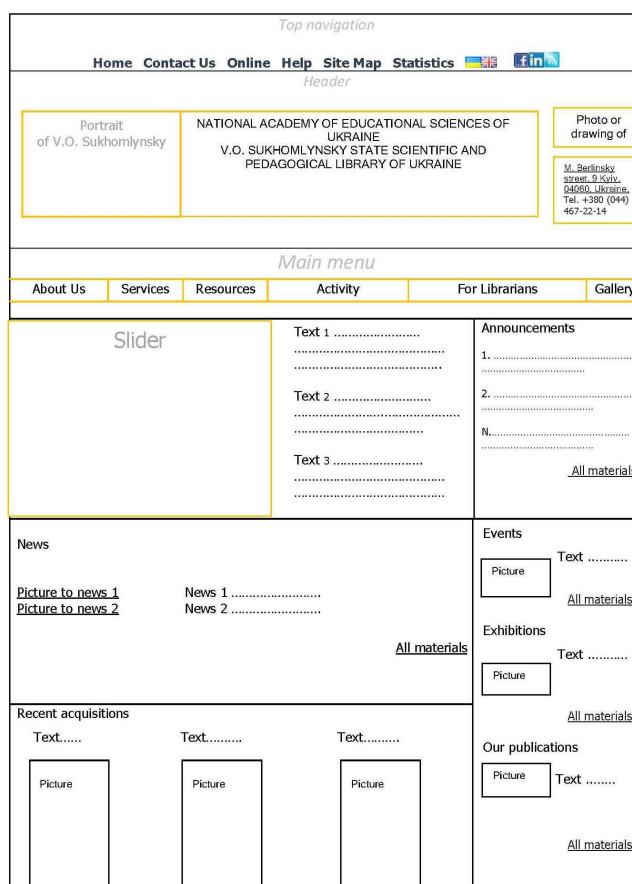 Top navigation
Home Contact Us Online Help Site Map Statistics f in
Header
Portrait
of V.O. Sukhomlynsky
NATIONAL ACADEMY OF EDUCATIONAL SCIENCES OF
UKRAINE
V.O. SUKHOMLYNSKY STATE SCIENTIFIC AND
PEDAGOGICAL LIBRARY OF UKRAINE
Photo or
drawing of
M. Berlinsky
street, 9 Kyiv,
04060, Ukraine,
Tel. +380 (044)
467-22-14
Main menu
About Us Services Resources Activity For Librarians Gallery
Slider
Text 1 ........................
..........................................
.........................................
Text 2 ...........................
..............................................
....................................
Text 3 .........................
..........................................
..........................................
Announcements
1. ................................................
....................................
2. ................................................
.......................................
N................................................
.......................................
All materials
News
Picture to news 1 News 1 .........................
Picture to news 2 News 2 .........................
All materials
Events
Picture
Text ...........
All materials
Exhibitions
Picture
Text ...........
All materials
Recent acquisitions
Text...... Text.......... Text..........
Picture Picture Picture
Our publications
Picture
Text ........
All materials